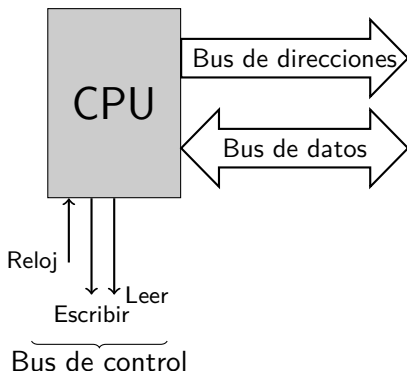 Bus de direcciones
CPU
Bus de datos
Reloj
Leer
Escribir
Bus de control